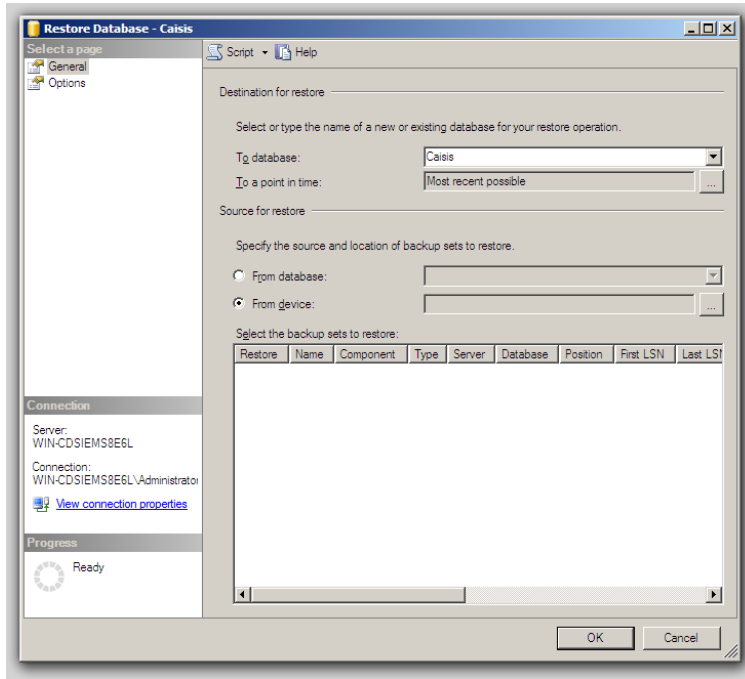 Restore Database - Caisis
Select a page
General
Options
Script
Help
Destination for restore
Select or type the name of a new or existing database for your restore operation.
To database:
Caisis
To a point in time:
Most recent possible
...
Source for restore
Specify the source and location of backup sets to restore.
From database:
From device:
...
Select the backup sets to restore:
Restore Name Component Type Server Database Position First LSN Last LSN
Connection
Server:
WIN-CDSIEMS8E6L
Connection:
WIN-CDSIEMS8E6L\Administrator
View connection properties
Progress
Ready
OK Cancel